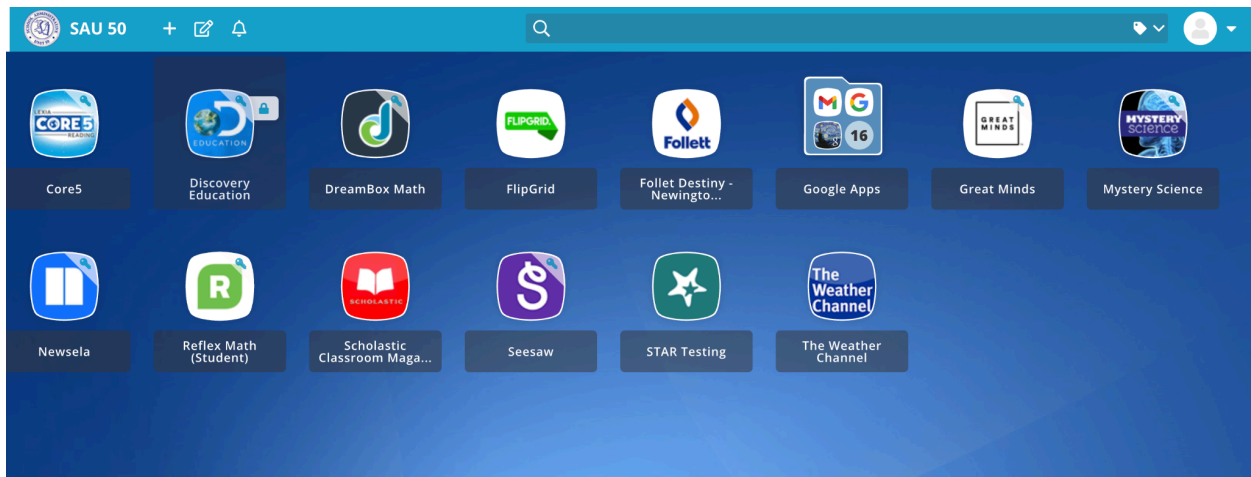 SAU 50
LEXIA
CORE5
READING
EDUCATION
FLIPGRID.
Follett
16
GREAT
MINDS
MYSTERY
science
Core5
Discovery
Education
DreamBox Math
FlipGrid
Follet Destiny -
Newingto...
Google Apps
Great Minds
Mystery Science
R
SCHOLASTIC
The
Weather
Channel
Newsela
Reflex Math
(Student)
Scholastic
Classroom Maga...
Seesaw
STAR Testing
The Weather
Channel